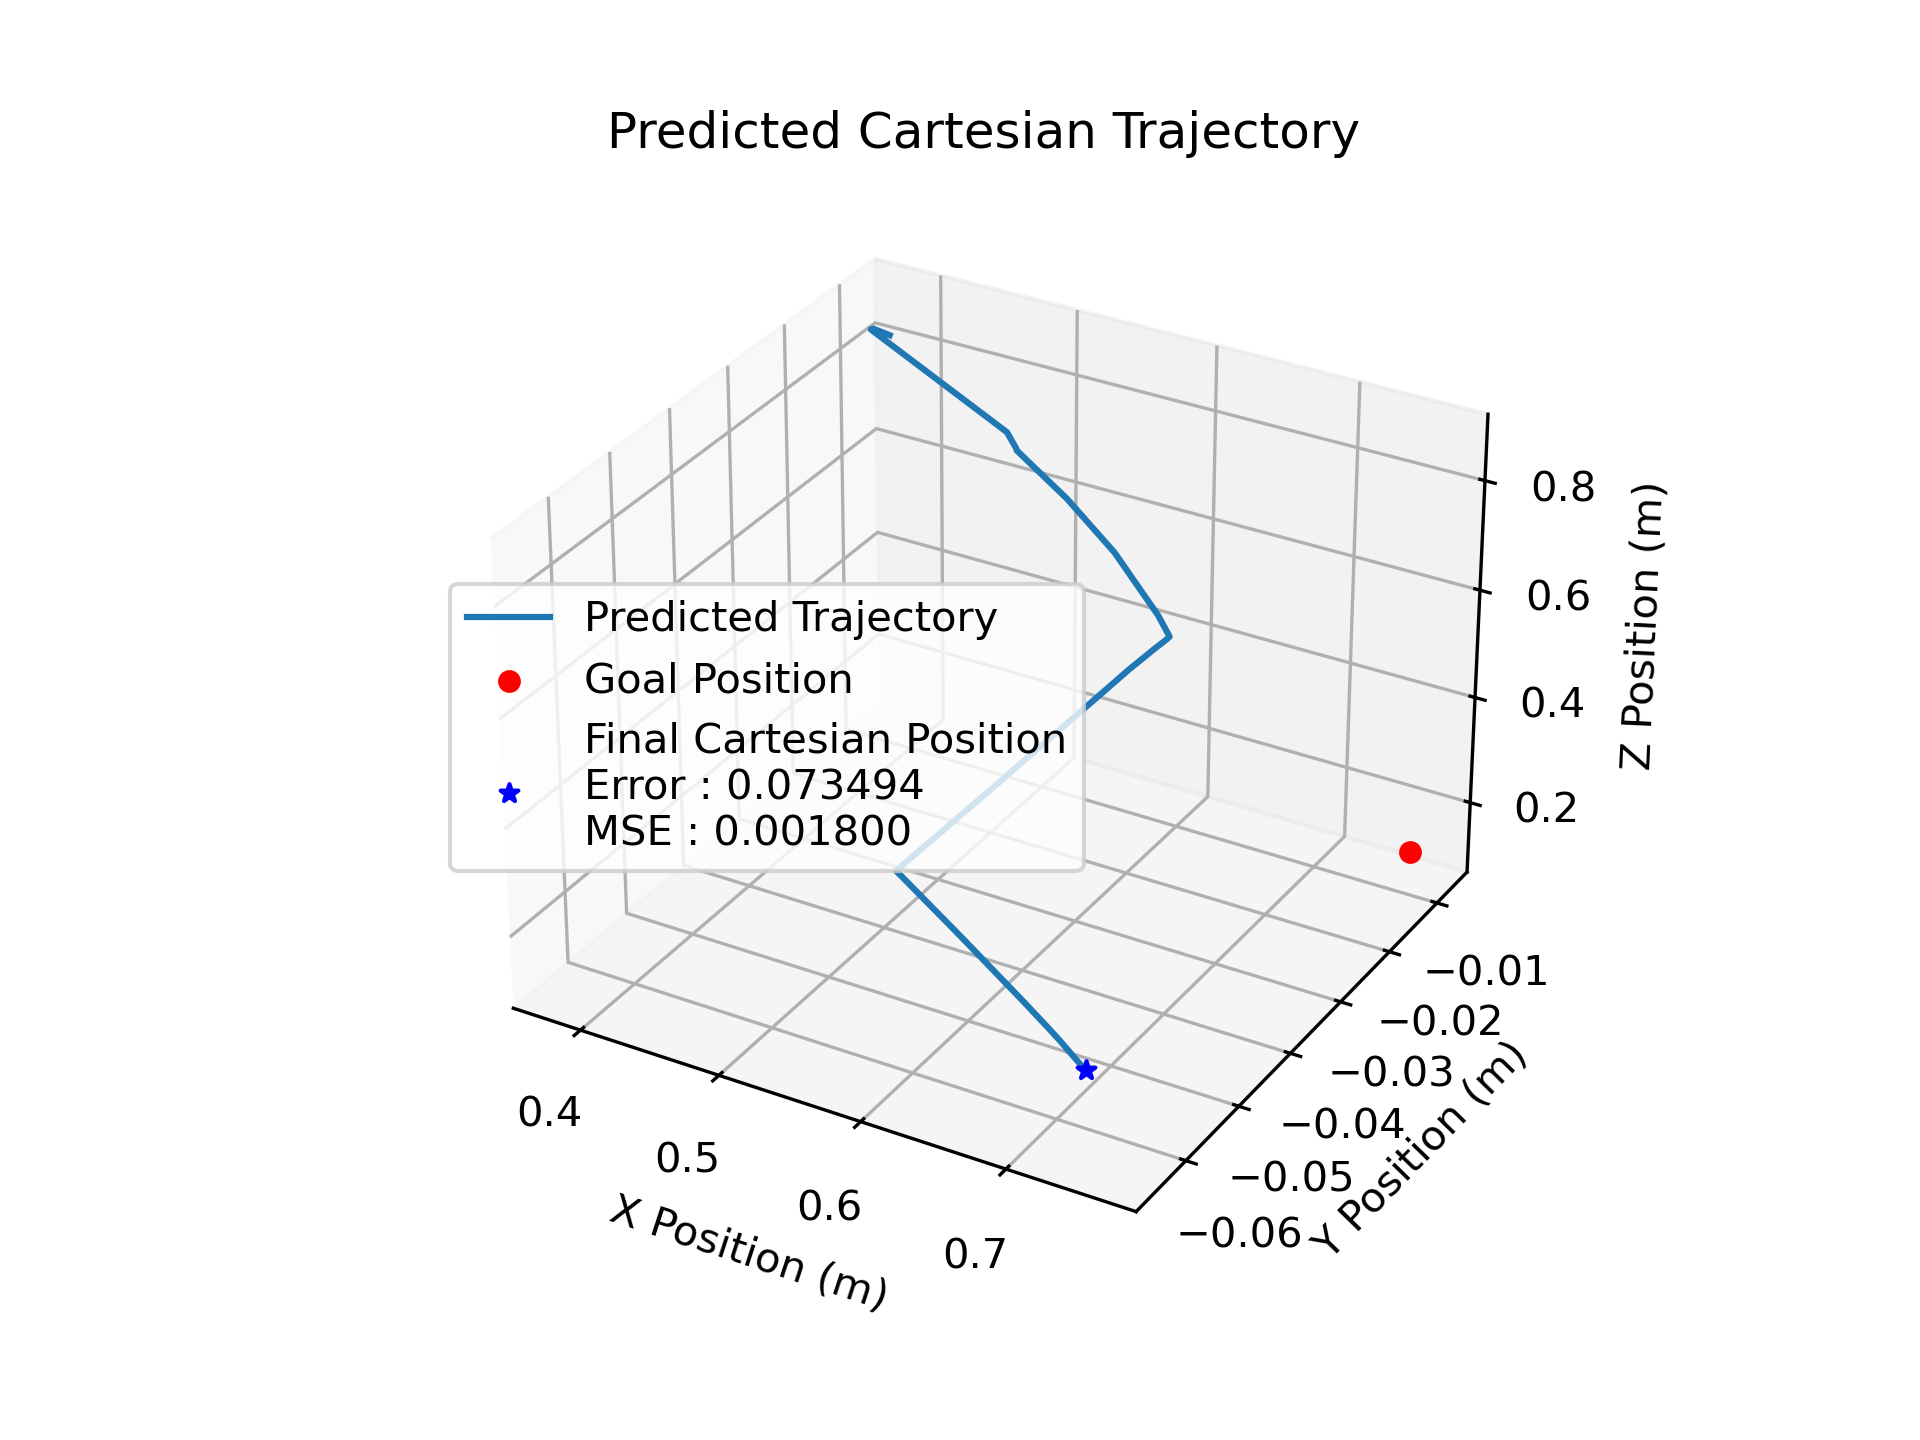 Predicted Cartesian Trajectory
Predicted Trajectory
Goal Position
Final Cartesian Position
Error : 0.073494
MSE : 0.001800
0.8
0.6
0.4
0.2
Z Position (m)
−0.01
−0.02
−0.03
−0.04
−0.05
−0.06
Y Position (m)
0.4
0.5
0.6
0.7
X Position (m)